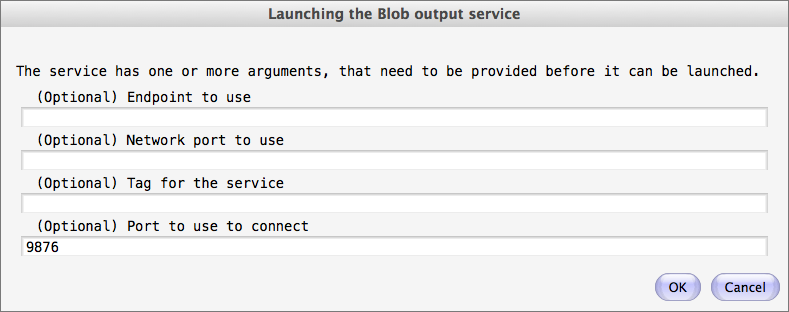 Launching the Blob output service
The service has one or more arguments, that need to be provided before it can be launched.
(Optional) Endpoint to use
(Optional) Network port to use
(Optional) Tag for the service
(Optional) Port to use to connect
9876
OK Cancel